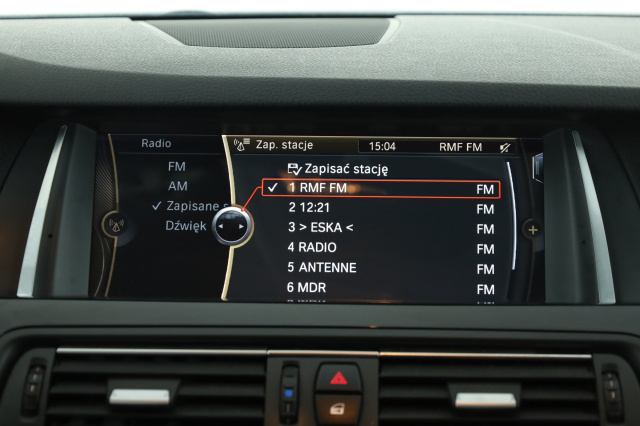 Radio
Zap. stacje 15:04 RMF FM
FM
AM
Zapisane s
Dźwięk
Zapisać stację
1 RMF FM FM
2 12:21 FM
3 > ESKA < FM
4 RADIO FM
5 ANTENNE FM
6 MDR FM